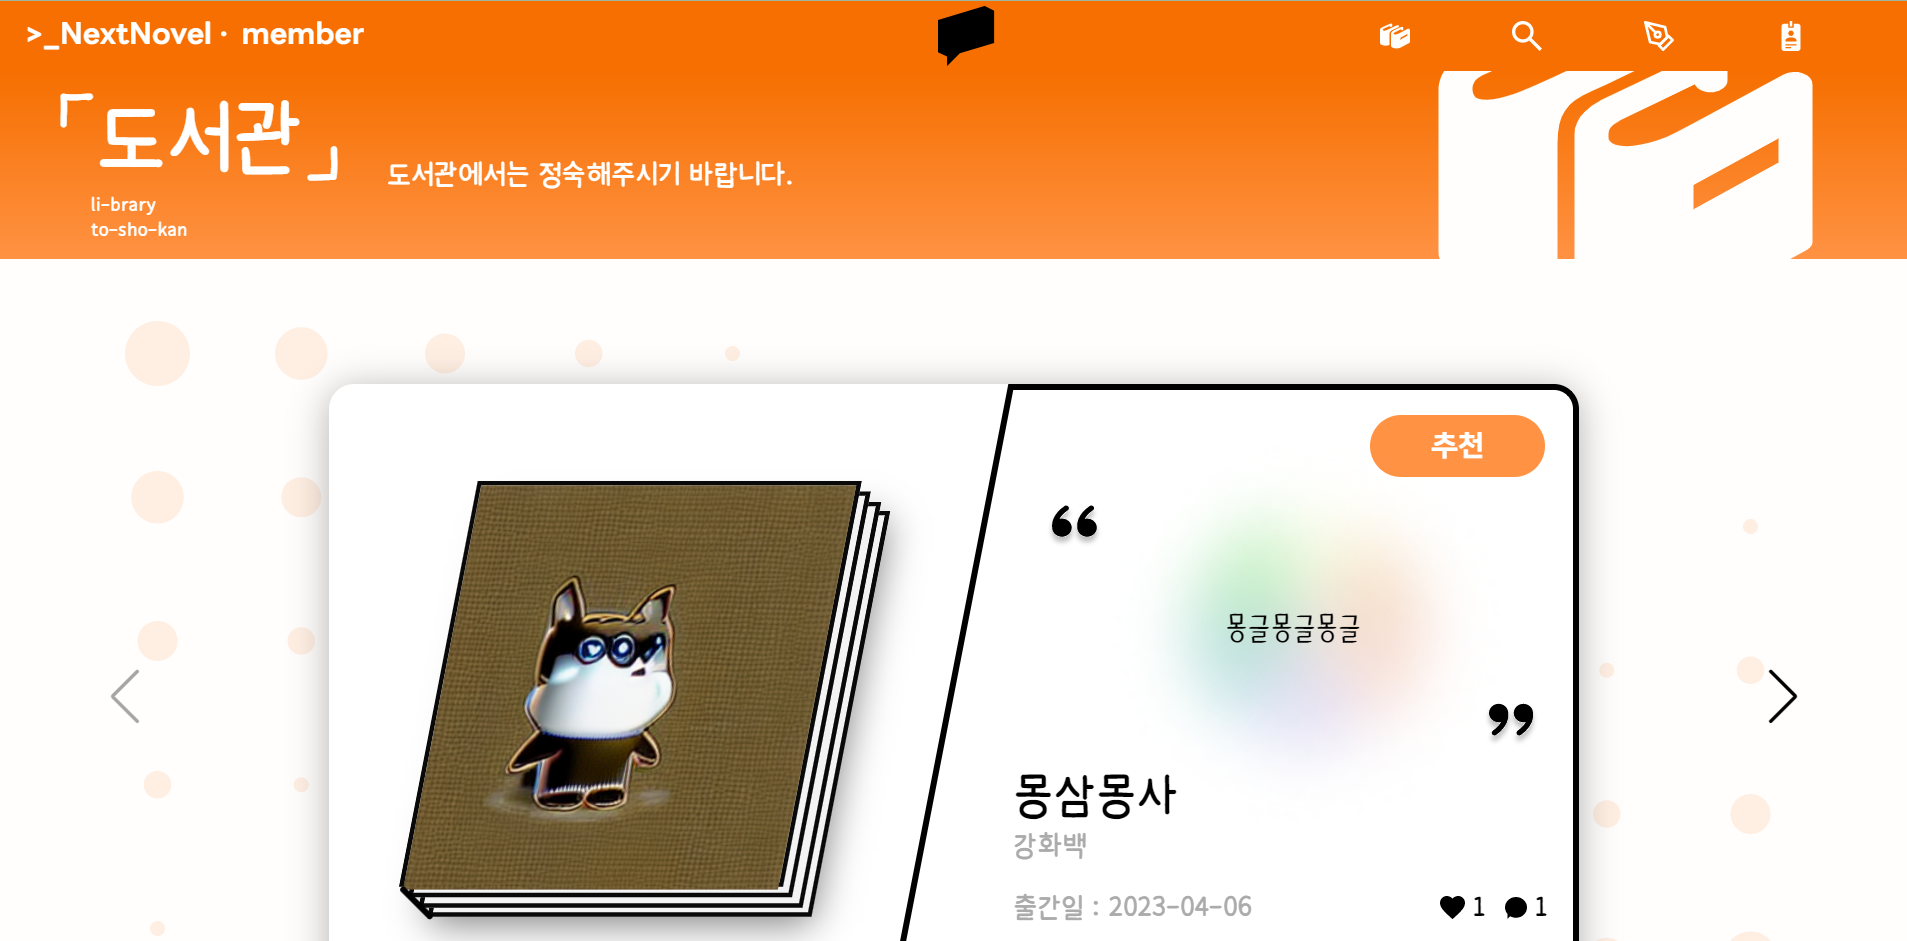 >_NextNovel · member
「도서관」
도서관에서는 정숙해주시기 바랍니다.
li-brary
to-sho-kan
추천
“
몽글몽글몽글
”
몽삼몽사
강화백
출간일 : 2023-04-06
1 1